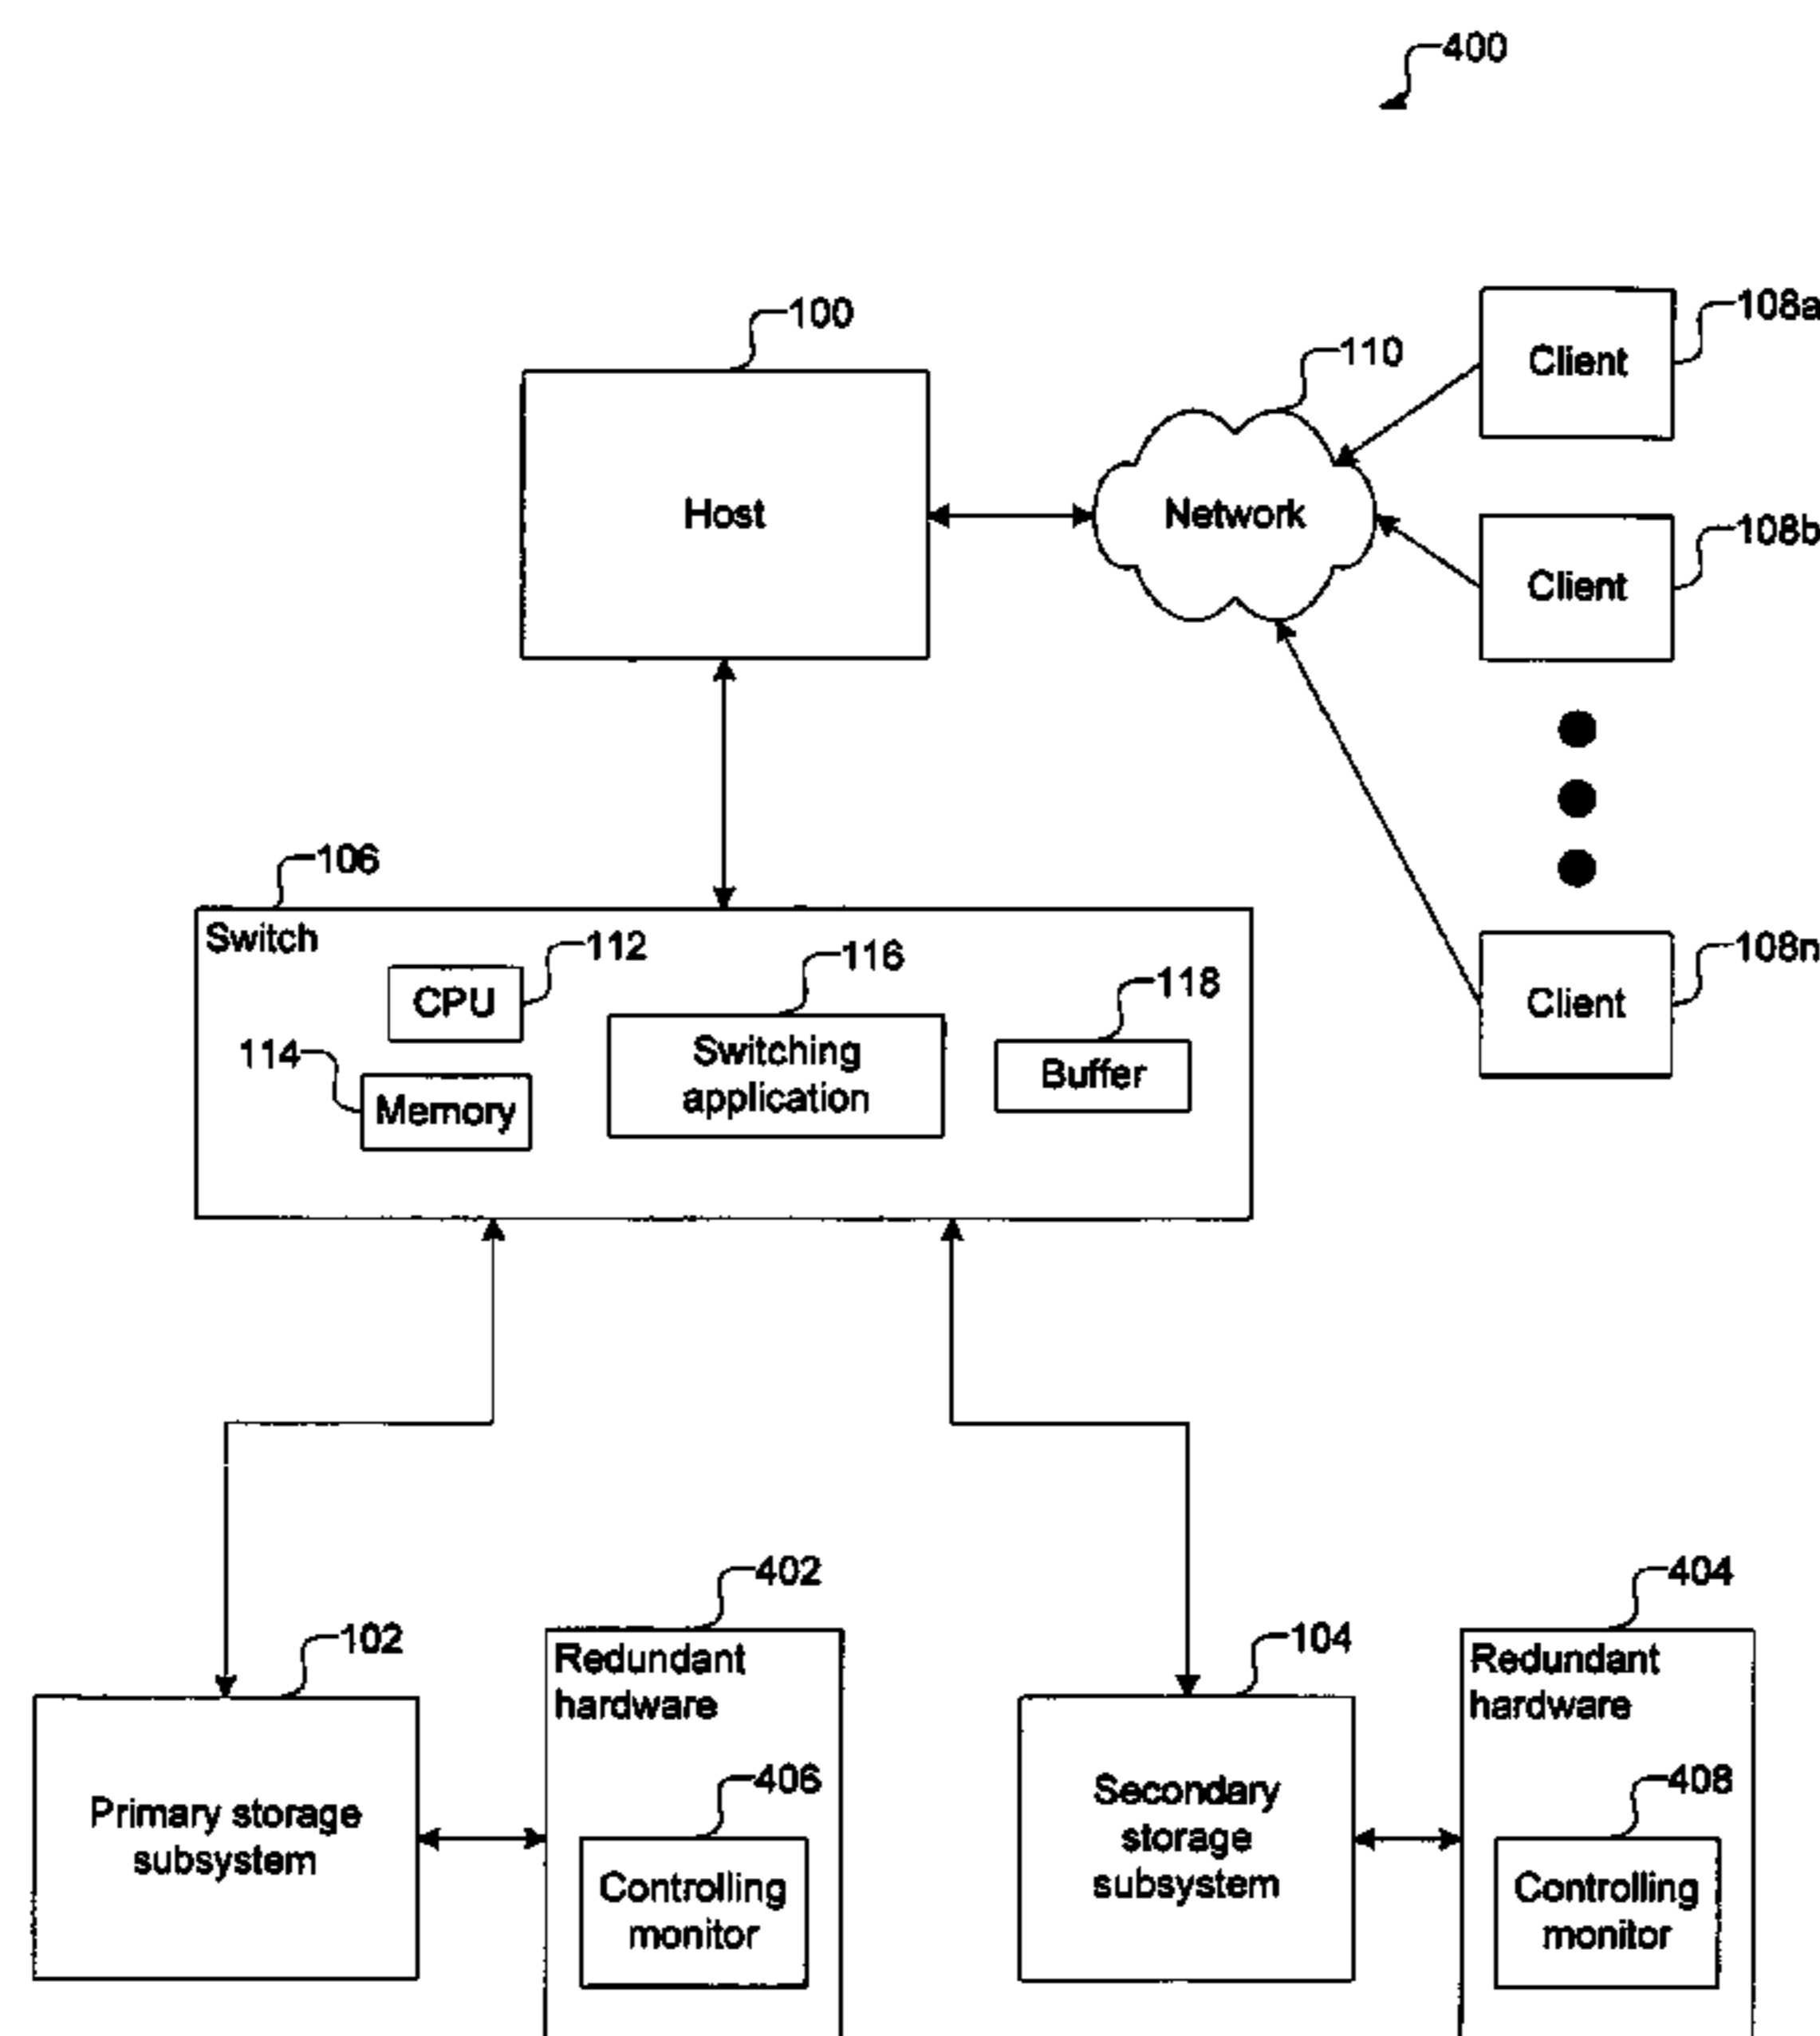 400
100
110
108a
Client
Host
Network
108b
Client
106
Switch
112
116
118
108n
CPU
Client
114
Switching
application
Buffer
Memory
402
404
102
104
Redundant
hardware
Redundant
hardware
Primary storage
subsystem
406
Controlling
monitor
Secondary
storage
subsystem
408
Controlling
monitor